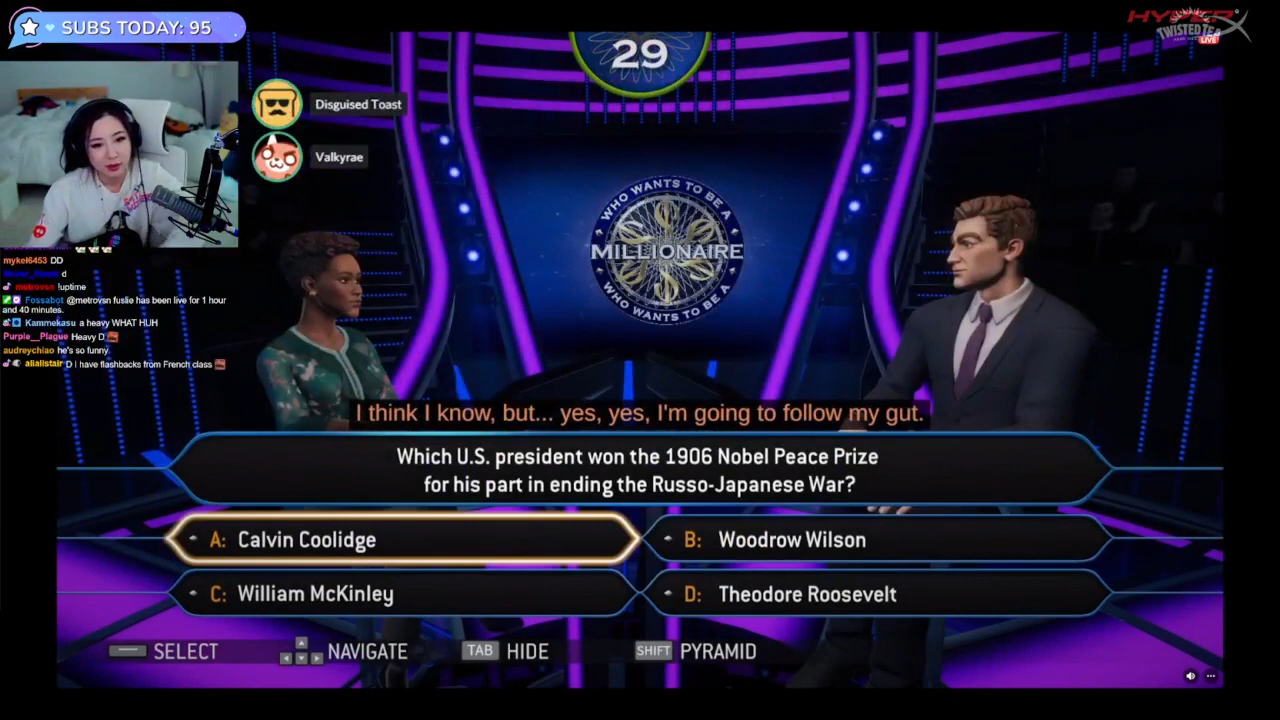 SUBS TODAY: 95
HYPERX
TWISTED TEA
LIVE
29
Disguised Toast
Valkyrae
WHO WANTS TO BE A
MILLIONAIRE
WHO WANTS TO BE A
mykel6453 DD
d
metrovsn !uptime
Fossabot @metrovsn fuslie has been live for 1 hour
and 40 minutes.
Kammekasu a heavy WHAT HUH
Purple__Plague Heavy D
audreychiao he's so funny
alialistair D I have flashbacks from French class
I think I know, but... yes, yes, I'm going to follow my gut.
Which U.S. president won the 1906 Nobel Peace Prize
for his part in ending the Russo-Japanese War?
A: Calvin Coolidge
B: Woodrow Wilson
C: William McKinley
D: Theodore Roosevelt
SELECT
NAVIGATE
TAB HIDE
SHIFT PYRAMID